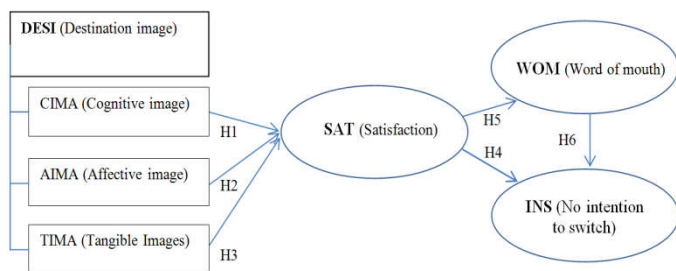 DESI (Destination image)
CIMA (Cognitive image)
AIMA (Affective image)
TIMA (Tangible Images)
H1
H2
H3
SAT (Satisfaction)
H5
H4
WOM (Word of mouth)
H6
INS (No intention
to switch)